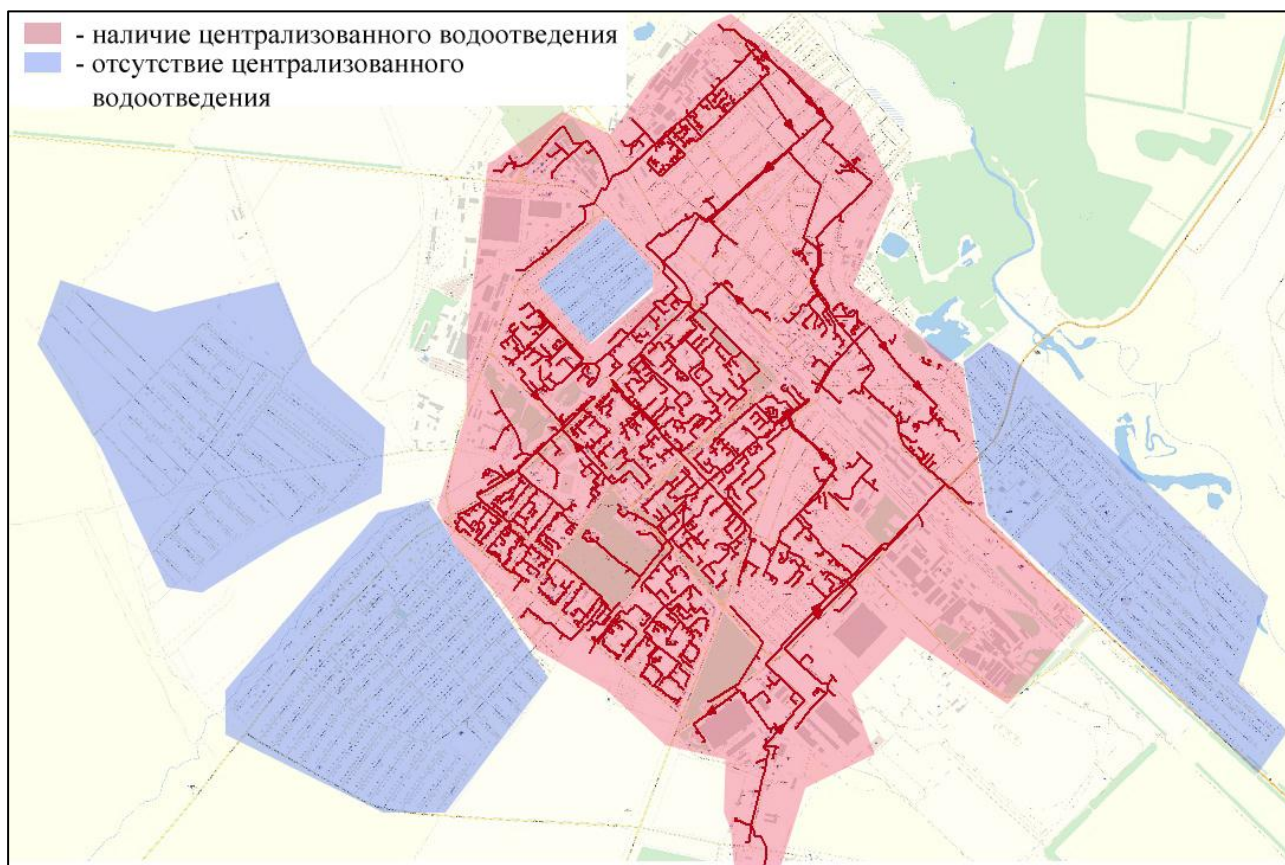 - наличие централизованного водоотведения
- отсутствие централизованного
водоотведения